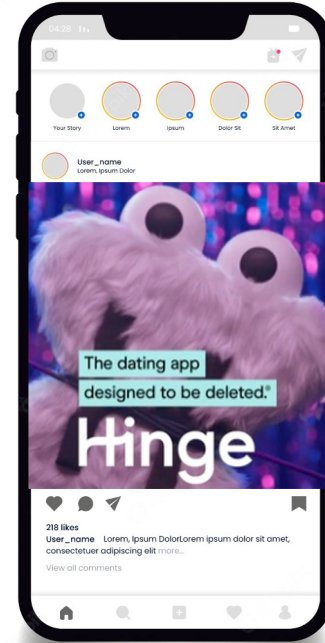 04:28
Your Story
Lorem
Ipsum
Dolor Sit
Sit Amet
User_name
Lorem, Ipsum Dolor
The dating app
designed to be deleted.®
Hinge
218 likes
User_name Lorem, Ipsum DolorLorem ipsum dolor sit amet,
consectetuer adipiscing elit more...
View all comments